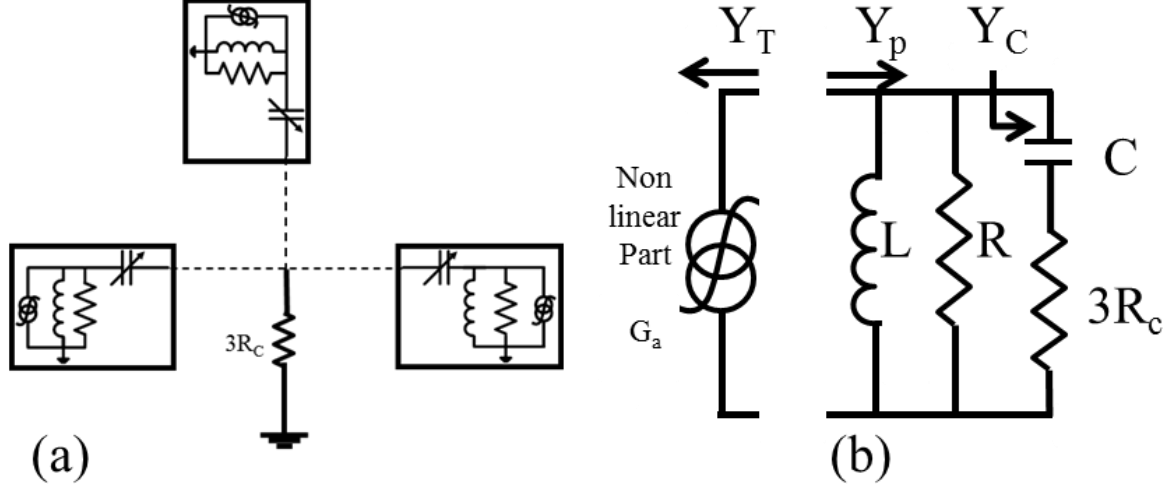 3R_C
(a)
Y_T Y_p Y_C
Non
linear
Part
G_a
L
R
C
3R_c
(b)